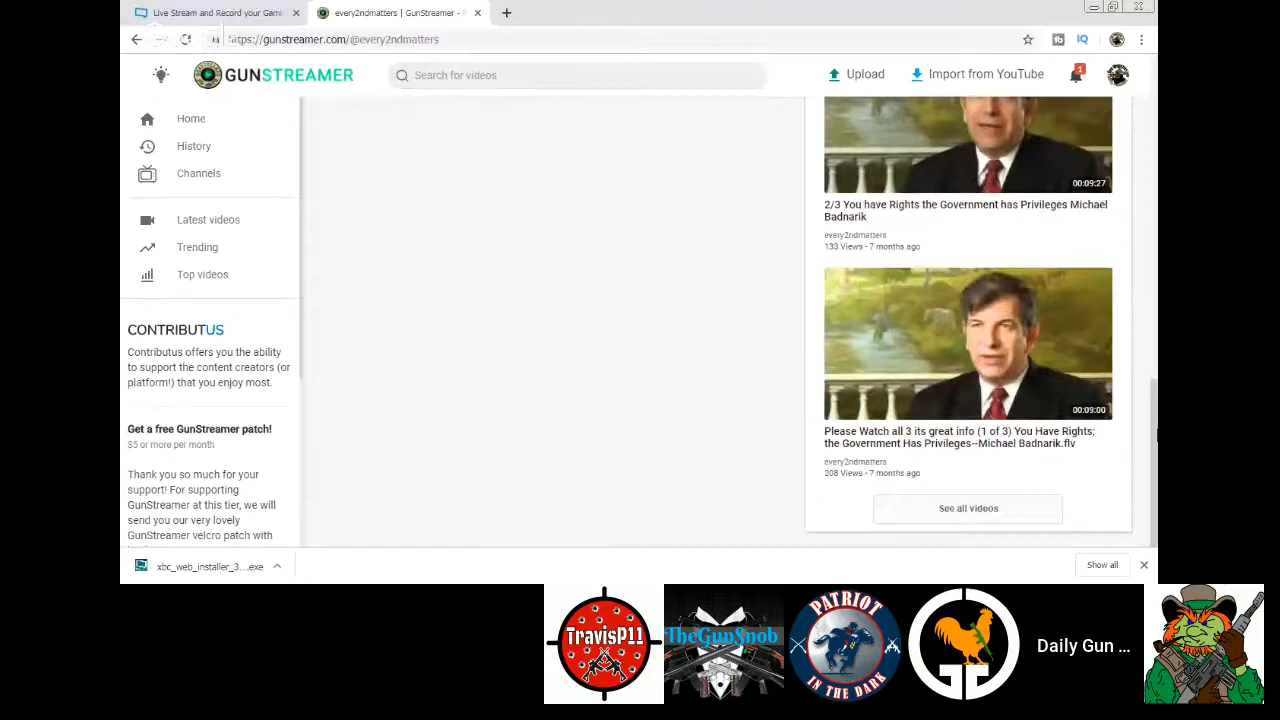 Live Stream and Record your Gami
every2ndmatters | GunStreamer -
https://gunstreamer.com/@every2ndmatters
GUNSTREAMER
Search for videos
Upload
Import from YouTube
1
Home
History
Channels
Latest videos
Trending
Top videos
CONTRIBUTUS
Contributus offers you the ability
to support the content creators (or
platform!) that you enjoy most.
Get a free GunStreamer patch!
$5 or more per month
Thank you so much for your
support! For supporting
GunStreamer at this tier, we will
send you our very lovely
GunStreamer velcro patch with
00:09:27
2/3 You have Rights the Government has Privileges Michael
Badnarik
every2ndmatters
133 Views • 7 months ago
00:09:00
Please Watch all 3 its great info (1 of 3) You Have Rights;
the Government Has Privileges--Michael Badnarik.flv
every2ndmatters
208 Views • 7 months ago
See all videos
xbc_web_installer_3....exe
Show all
TravisP11
TheGunSnob
PATRIOT
IN THE DARK
Daily Gun ...